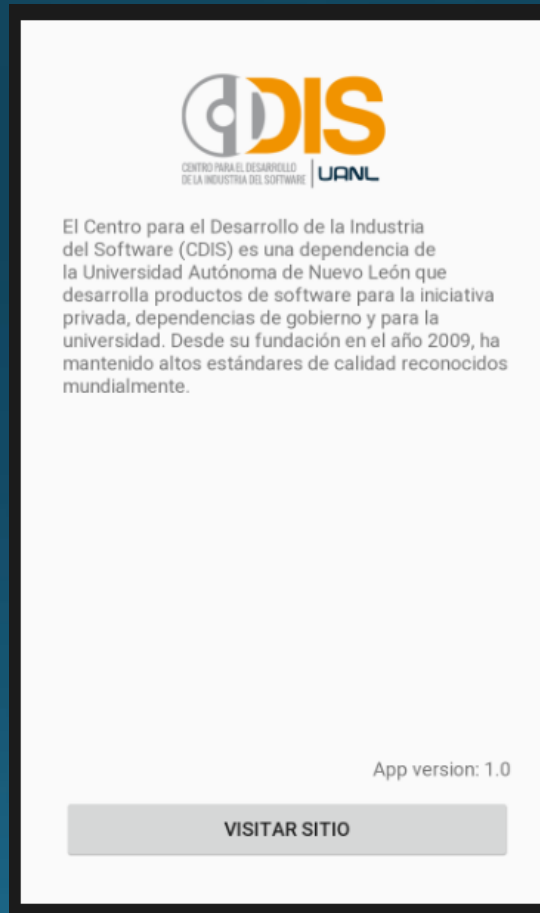 CDIS
CENTRO PARA EL DESARROLLO
DE LA INDUSTRIA DEL SOFTWARE
UANL
El Centro para el Desarrollo de la Industria
del Software (CDIS) es una dependencia de
la Universidad Autónoma de Nuevo León que
desarrolla productos de software para la iniciativa
privada, dependencias de gobierno y para la
universidad. Desde su fundación en el año 2009, ha
mantenido altos estándares de calidad reconocidos
mundialmente.
App version: 1.0
VISITAR SITIO